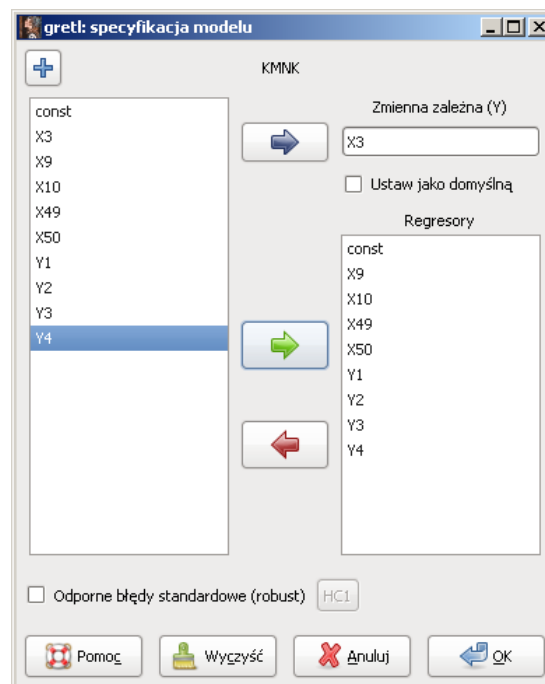 gretl: specyfikacja modelu
KMNK
const
X3
X9
X10
X49
X50
Y1
Y2
Y3
Y4
Zmienna zależna (Y)
X3
Ustaw jako domyślną
Regresory
const
X9
X10
X49
X50
Y1
Y2
Y3
Y4
Odporne błędy standardowe (robust)
HC1
Pomoc
Wyczyść
Anuluj
OK